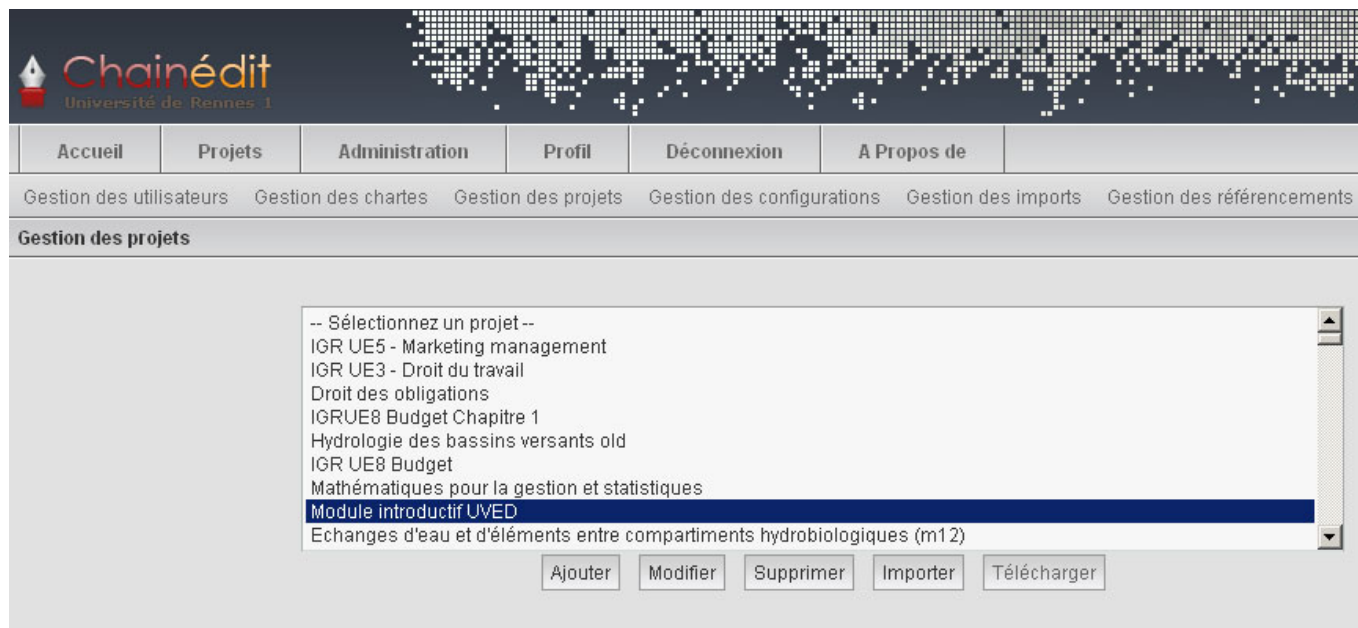 Chainédit
Université de Rennes 1
Accueil Projets Administration Profil Déconnexion A Propos de
Gestion des utilisateurs Gestion des chartes Gestion des projets Gestion des configurations Gestion des imports Gestion des référencements
Gestion des projets
-- Sélectionnez un projet --
IGR UE5 - Marketing management
IGR UE3 - Droit du travail
Droit des obligations
IGRUE8 Budget Chapitre 1
Hydrologie des bassins versants old
IGR UE8 Budget
Mathématiques pour la gestion et statistiques
Module introductif UVED
Echanges d'eau et d'éléments entre compartiments hydrobiologiques (m12)
Ajouter Modifier Supprimer Importer Télécharger